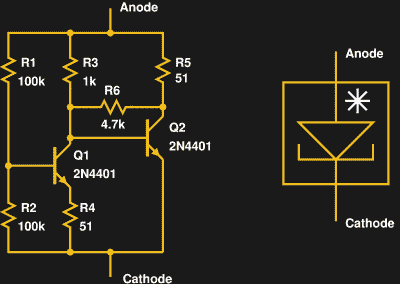 Anode
R1
100k
R3
1k
R5
51
R6
4.7k
Q2
2N4401
Q1
2N4401
R2
100k
R4
51
Cathode
Anode
Cathode